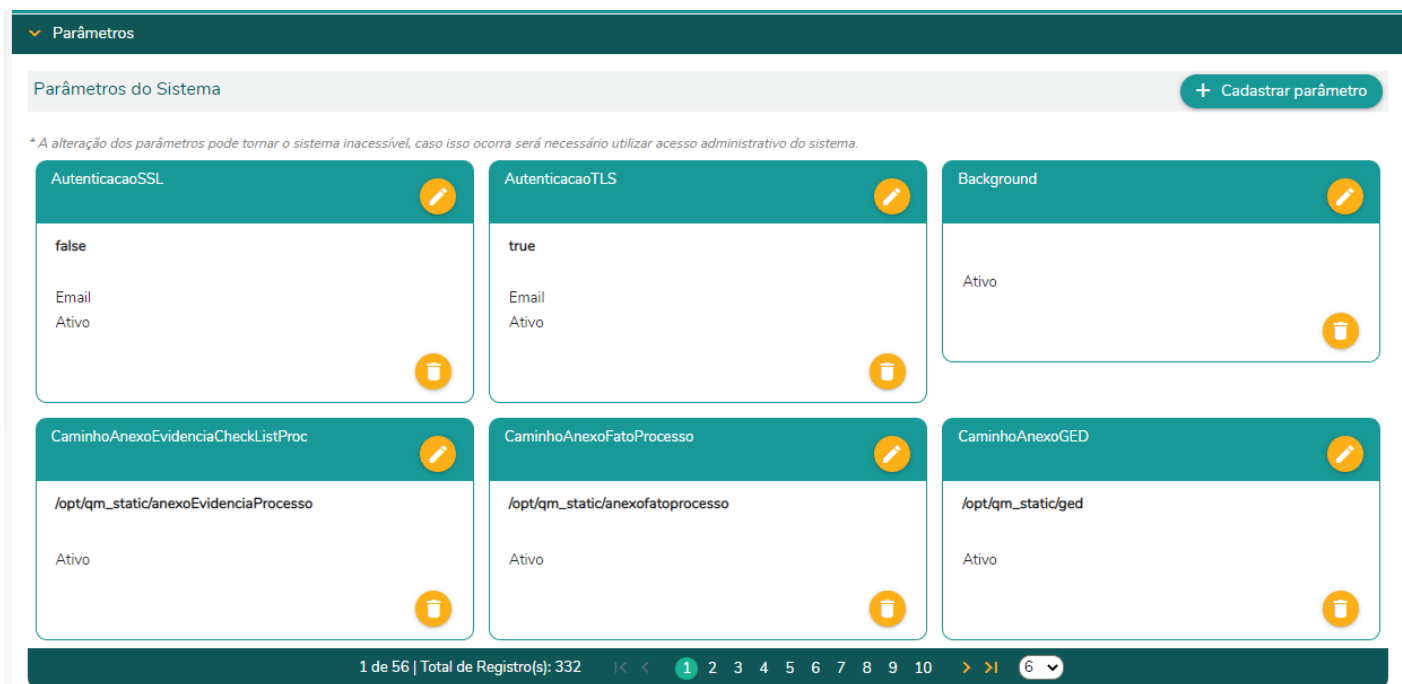 Parâmetros
Parâmetros do Sistema
+ Cadastrar parâmetro
* A alteração dos parâmetros pode tornar o sistema inacessível, caso isso ocorra será necessário utilizar acesso administrativo do sistema.
AutenticacaoSSL
false
Email
Ativo
AutenticacaoTLS
true
Email
Ativo
Background
Ativo
CaminhoAnexoEvidenciaCheckListProc
/opt/qm_static/anexoEvidenciaProcesso
Ativo
CaminhoAnexoFatoProcesso
/opt/qm_static/anexofatoprocesso
Ativo
CaminhoAnexoGED
/opt/qm_static/ged
Ativo
1 de 56 | Total de Registro(s): 332 |< < 1 2 3 4 5 6 7 8 9 10 > >| 6